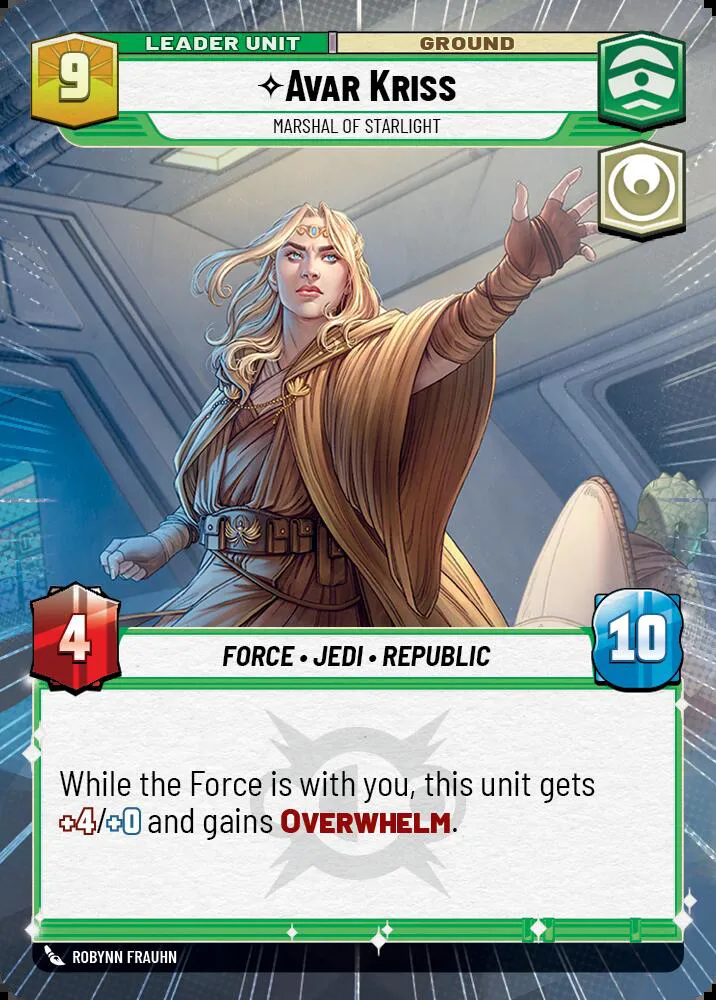 LEADER UNIT
GROUND
9
AVAR KRISS
MARSHAL OF STARLIGHT
4
FORCE • JEDI • REPUBLIC
10
While the Force is with you, this unit gets
+4/+0 and gains OVERWHELM.
ROBYNN FRAUHN